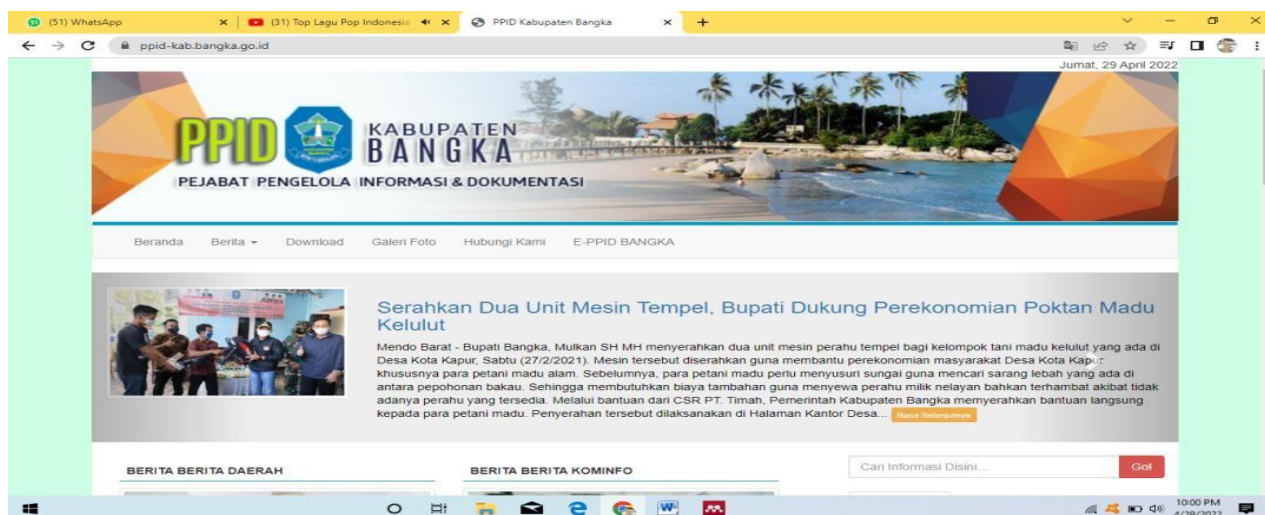 (51) WhatsApp
(31) Top Lagu Pop Indonesia
PPID Kabupaten Bangka
ppid-kab.bangka.go.id
Jumat, 29 April 2022
PPID
KABUPATEN
BANGKA
PEJABAT PENGELOLA INFORMASI & DOKUMENTASI
Beranda Berita Download Galeri Foto Hubungi Kami E-PPID BANGKA
Serahkan Dua Unit Mesin Tempel, Bupati Dukung Perekonomian Poktan Madu
Kelulut
Mendo Barat - Bupati Bangka, Mulkan SH MH menyerahkan dua unit mesin perahu tempel bagi kelompok tani madu kelulut yang ada di
Desa Kota Kapur, Sabtu (27/2/2021). Mesin tersebut diserahkan guna membantu perekonomian masyarakat Desa Kota Kapur
khususnya para petani madu alam. Sebelumnya, para petani madu perlu menyusuri sungai guna mencari sarang lebah yang ada di
antara pepohonan bakau. Sehingga membutuhkan biaya tambahan guna menyewa perahu milik nelayan bahkan terhambat akibat tidak
adanya perahu yang tersedia. Melalui bantuan dari CSR PT. Timah, Pemerintah Kabupaten Bangka memyerahkan bantuan langsung
kepada para petani madu. Penyerahan tersebut dilaksanakan di Halaman Kantor Desa... Baca Selanjutnya
BERITA BERITA DAERAH
BERITA BERITA KOMINFO
Cari Informasi Disini...
Go!
10:00 PM
4/29/2022